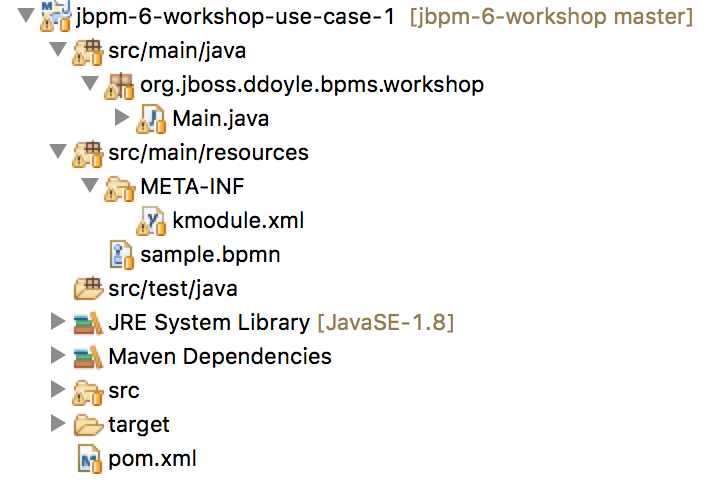 jbpm-6-workshop-use-case-1 [jbpm-6-workshop master]
src/main/java
org.jboss.ddoyle.bpms.workshop
Main.java
src/main/resources
META-INF
kmodule.xml
sample.bpmn
src/test/java
JRE System Library [JavaSE-1.8]
Maven Dependencies
src
target
pom.xml